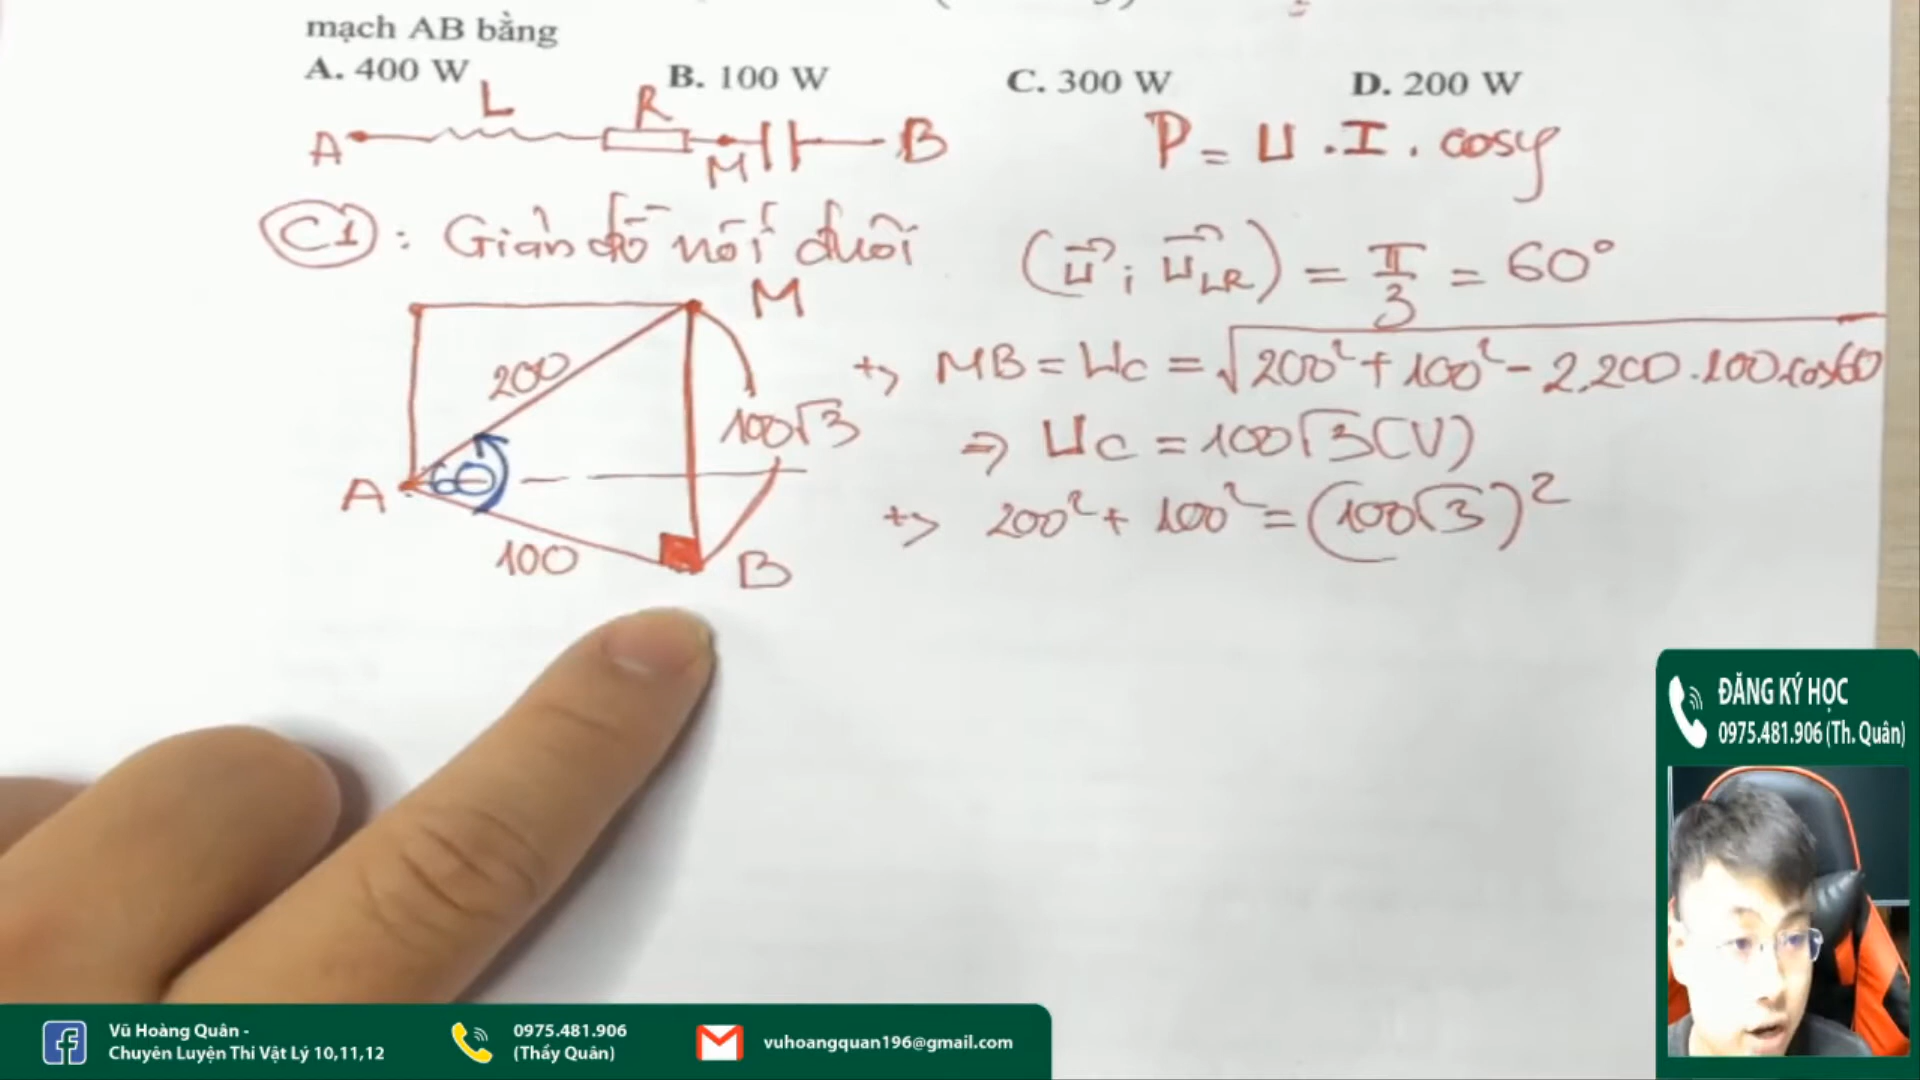 mạch AB bằng
A. 400 W B. 100 W C. 300 W D. 200 W
L R
A M B
P = U . I . cosφ
C1 : Giản đồ nối đuôi
(U⃗ ; U⃗LR) = π/3 = 60°
M
200
100√3
A 60
100
B
+> MB = UC = √200² + 100² - 2.200.100.cos60
=> UC = 100√3 (V)
+> 200² + 100² = (100√3)²
ĐĂNG KÝ HỌC
0975.481.906 (Th. Quân)
Vũ Hoàng Quân -
Chuyên Luyện Thi Vật Lý 10,11,12
0975.481.906
(Thầy Quân)
vuhoangquan196@gmail.com